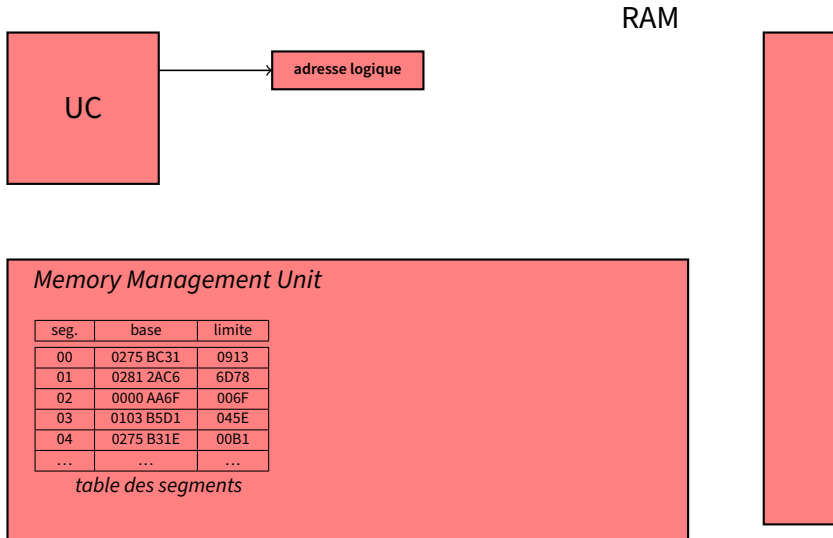 RAM
UC
adresse logique
Memory Management Unit
seg. base limite
00 0275 BC31 0913
01 0281 2AC6 6D78
02 0000 AA6F 006F
03 0103 B5D1 045E
04 0275 B31E 00B1
… … …
table des segments